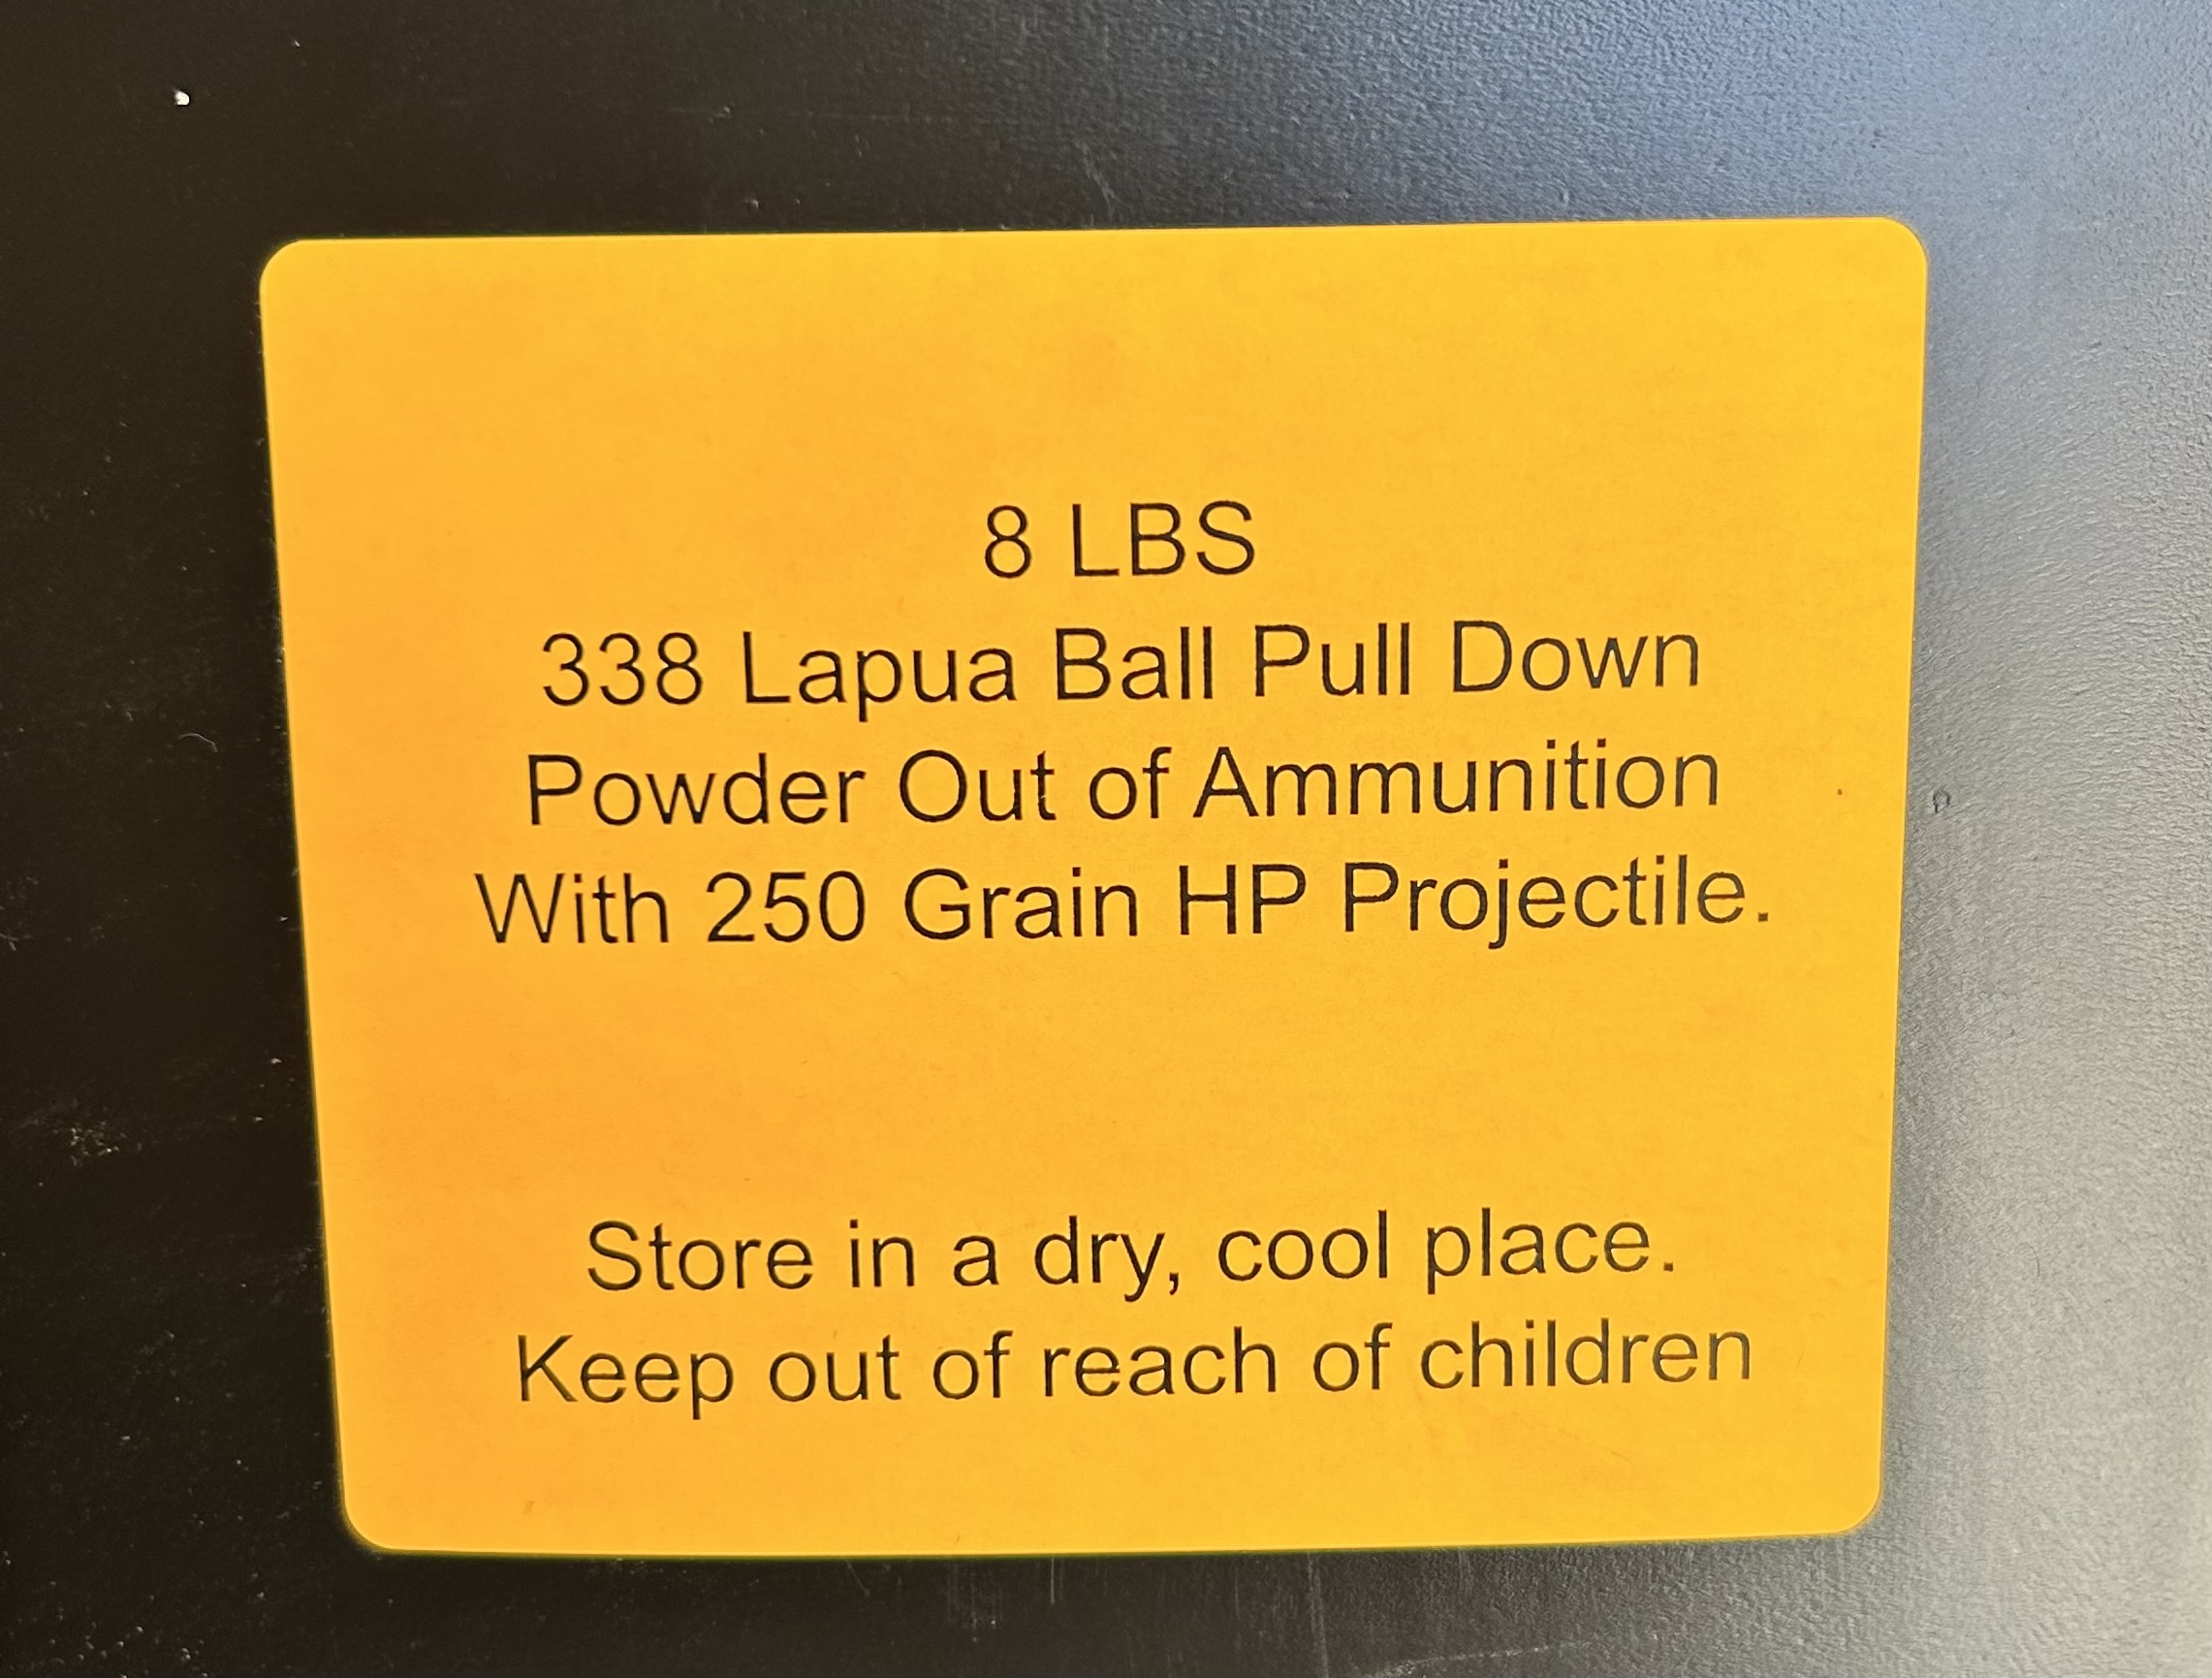 8 LBS
338 Lapua Ball Pull Down
Powder Out of Ammunition
With 250 Grain HP Projectile.
Store in a dry, cool place.
Keep out of reach of children